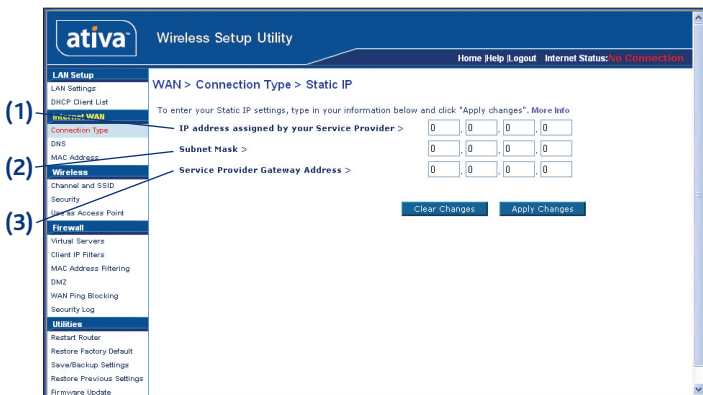 ativa
Wireless Setup Utility
Home |Help |Logout Internet Status:No Connection
LAN Setup
LAN Settings
DHCP Client List
Internet WAN
Connection Type
DNS
MAC Address
Wireless
Channel and SSID
Security
Use as Access Point
Firewall
Virtual Servers
Client IP Filters
MAC Address Filtering
DMZ
WAN Ping Blocking
Security Log
Utilities
Restart Router
Restore Factory Default
Save/Backup Settings
Restore Previous Settings
Firmware Update
WAN > Connection Type > Static IP
To enter your Static IP settings, type in your information below and click "Apply changes". More Info
(1) IP address assigned by your Service Provider > 0 . 0 . 0 . 0
(2) Subnet Mask > 0 . 0 . 0 . 0
(3) Service Provider Gateway Address > 0 . 0 . 0 . 0
Clear Changes Apply Changes